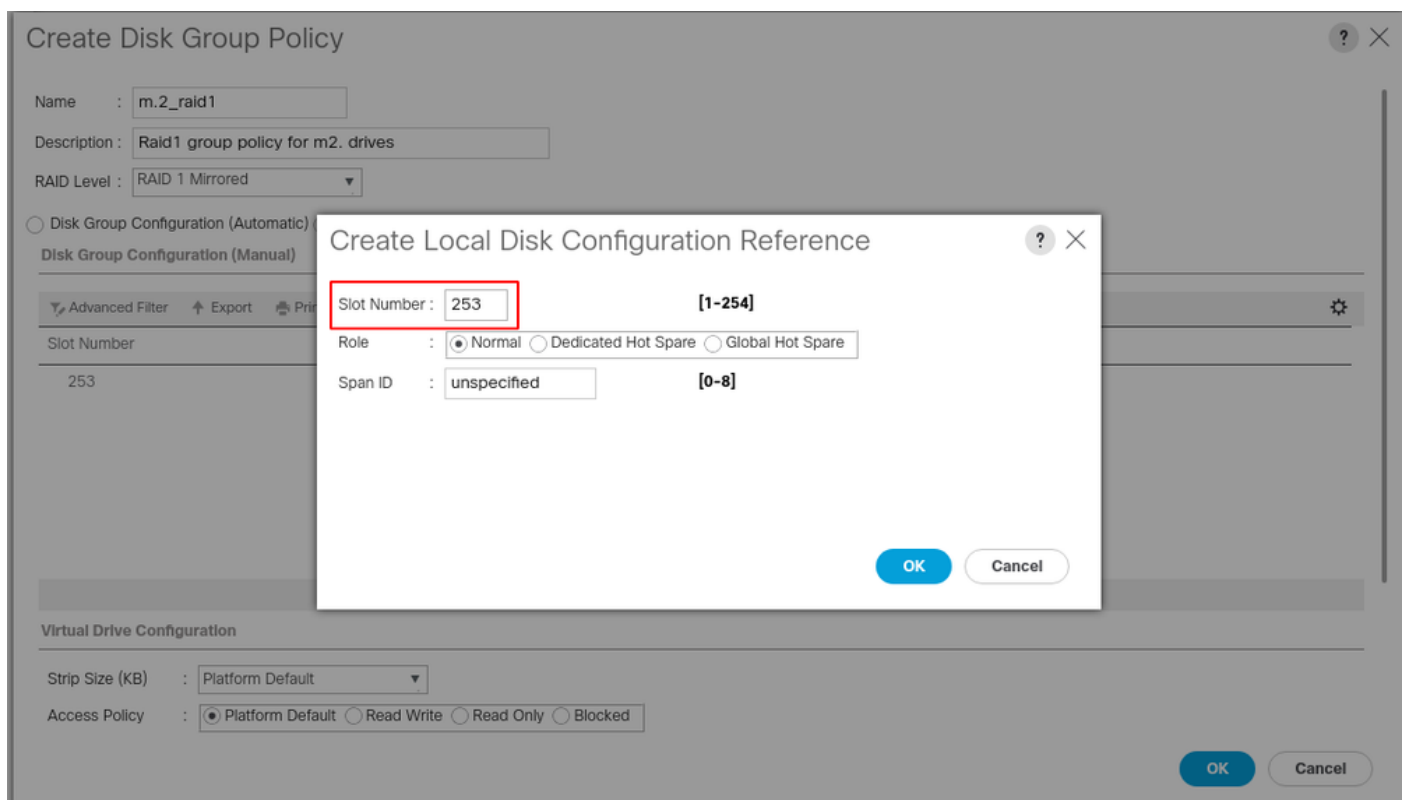 Create Disk Group Policy
?
Name : m.2_raid1
Description : Raid1 group policy for m2. drives
RAID Level : RAID 1 Mirrored
Disk Group Configuration (Automatic)
Disk Group Configuration (Manual)
Advanced Filter Export Prin
Slot Number
253
Create Local Disk Configuration Reference
?
Slot Number : 253 [1-254]
Role : Normal Dedicated Hot Spare Global Hot Spare
Span ID : unspecified [0-8]
OK Cancel
Virtual Drive Configuration
Strip Size (KB) : Platform Default
Access Policy : Platform Default Read Write Read Only Blocked
OK Cancel